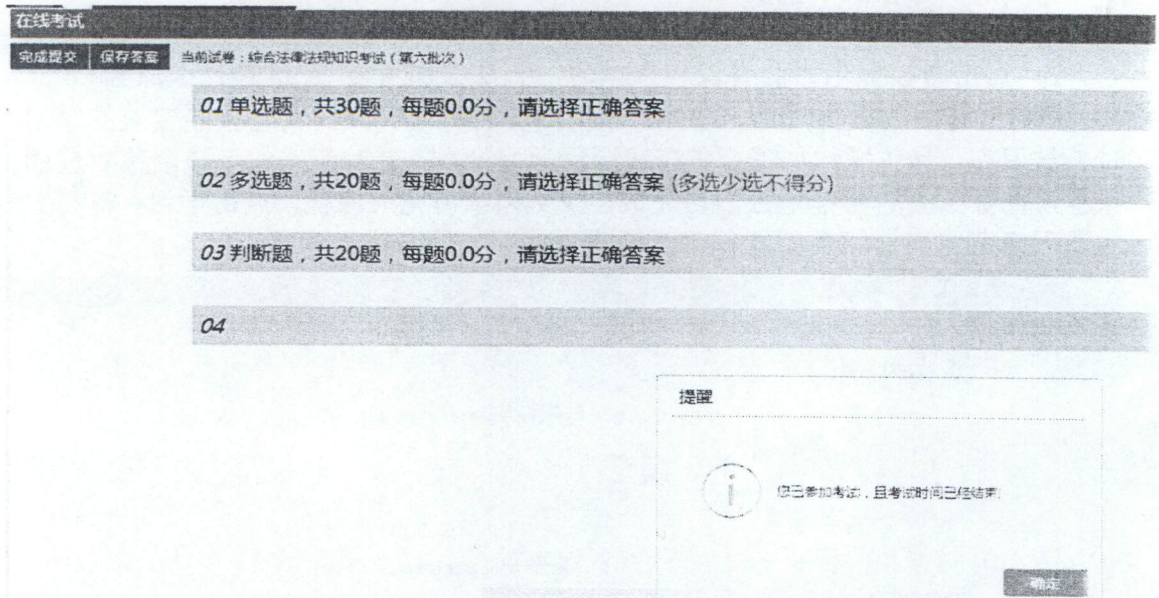 在线考试
完成提交 保存答案 当前试卷：综合法律法规知识考试（第六批次）
01 单选题，共30题，每题0.0分，请选择正确答案
02 多选题，共20题，每题0.0分，请选择正确答案 (多选少选不得分)
03 判断题，共20题，每题0.0分，请选择正确答案
04
提醒
i
您已参加考试，且考试时间已经结束!
确定